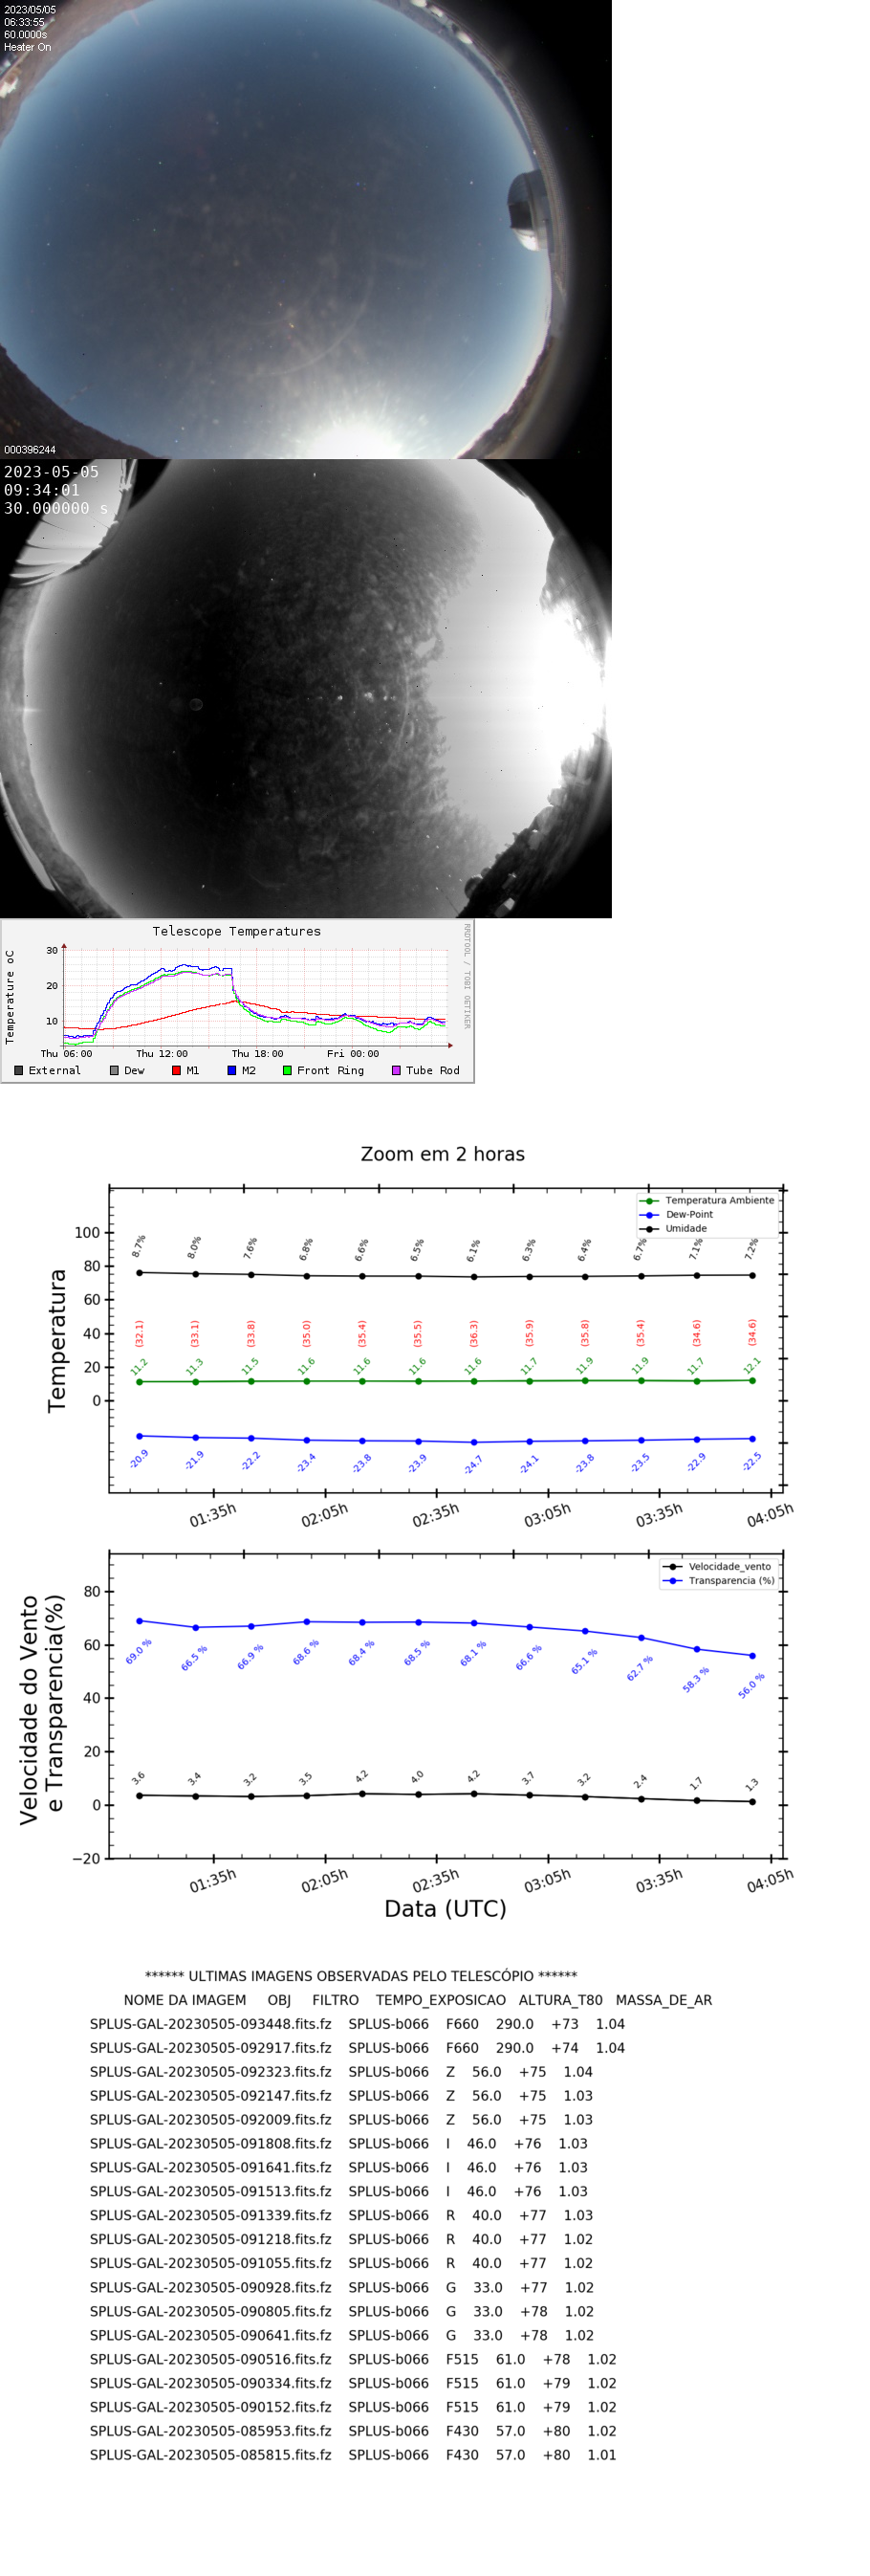 2023/05/05
06:33:55
60.0000s
Heater On
000396244
2023-05-05
09:34:01
30.000000 s
Telescope Temperatures
RRDTOOL / TOBI OETIKER
Temperature oC
30
20
10
Thu 06:00 Thu 12:00 Thu 18:00 Fri 00:00
External Dew M1 M2 Front Ring Tube Rod
Zoom em 2 horas
Temperatura Ambiente
Dew-Point
Umidade
Temperatura
100
80
60
40
20
0
8.7% 8.0% 7.6% 6.8% 6.6% 6.5% 6.1% 6.3% 6.4% 6.7% 7.1% 7.2%
(32.1) (33.1) (33.8) (35.0) (35.4) (35.5) (36.3) (35.9) (35.8) (35.4) (34.6) (34.6)
11.2 11.3 11.5 11.6 11.6 11.6 11.6 11.7 11.9 11.9 11.7 12.1
-20.9 -21.9 -22.2 -23.4 -23.8 -23.9 -24.7 -24.1 -23.8 -23.5 -22.9 -22.5
01:35h 02:05h 02:35h 03:05h 03:35h 04:05h
Velocidade_vento
Transparencia (%)
Velocidade do Vento
e Transparencia(%)
80
60
40
20
0
−20
69.0 % 66.5 % 66.9 % 68.6 % 68.4 % 68.5 % 68.1 % 66.6 % 65.1 % 62.7 % 58.3 % 56.0 %
3.6 3.4 3.2 3.5 4.2 4.0 4.2 3.7 3.2 2.4 1.7 1.3
01:35h 02:05h 02:35h 03:05h 03:35h 04:05h
Data (UTC)
****** ULTIMAS IMAGENS OBSERVADAS PELO TELESCÓPIO ******
NOME DA IMAGEM OBJ FILTRO TEMPO_EXPOSICAO ALTURA_T80 MASSA_DE_AR
SPLUS-GAL-20230505-093448.fits.fz SPLUS-b066 F660 290.0 +73 1.04
SPLUS-GAL-20230505-092917.fits.fz SPLUS-b066 F660 290.0 +74 1.04
SPLUS-GAL-20230505-092323.fits.fz SPLUS-b066 Z 56.0 +75 1.04
SPLUS-GAL-20230505-092147.fits.fz SPLUS-b066 Z 56.0 +75 1.03
SPLUS-GAL-20230505-092009.fits.fz SPLUS-b066 Z 56.0 +75 1.03
SPLUS-GAL-20230505-091808.fits.fz SPLUS-b066 I 46.0 +76 1.03
SPLUS-GAL-20230505-091641.fits.fz SPLUS-b066 I 46.0 +76 1.03
SPLUS-GAL-20230505-091513.fits.fz SPLUS-b066 I 46.0 +76 1.03
SPLUS-GAL-20230505-091339.fits.fz SPLUS-b066 R 40.0 +77 1.03
SPLUS-GAL-20230505-091218.fits.fz SPLUS-b066 R 40.0 +77 1.02
SPLUS-GAL-20230505-091055.fits.fz SPLUS-b066 R 40.0 +77 1.02
SPLUS-GAL-20230505-090928.fits.fz SPLUS-b066 G 33.0 +77 1.02
SPLUS-GAL-20230505-090805.fits.fz SPLUS-b066 G 33.0 +78 1.02
SPLUS-GAL-20230505-090641.fits.fz SPLUS-b066 G 33.0 +78 1.02
SPLUS-GAL-20230505-090516.fits.fz SPLUS-b066 F515 61.0 +78 1.02
SPLUS-GAL-20230505-090334.fits.fz SPLUS-b066 F515 61.0 +79 1.02
SPLUS-GAL-20230505-090152.fits.fz SPLUS-b066 F515 61.0 +79 1.02
SPLUS-GAL-20230505-085953.fits.fz SPLUS-b066 F430 57.0 +80 1.02
SPLUS-GAL-20230505-085815.fits.fz SPLUS-b066 F430 57.0 +80 1.01